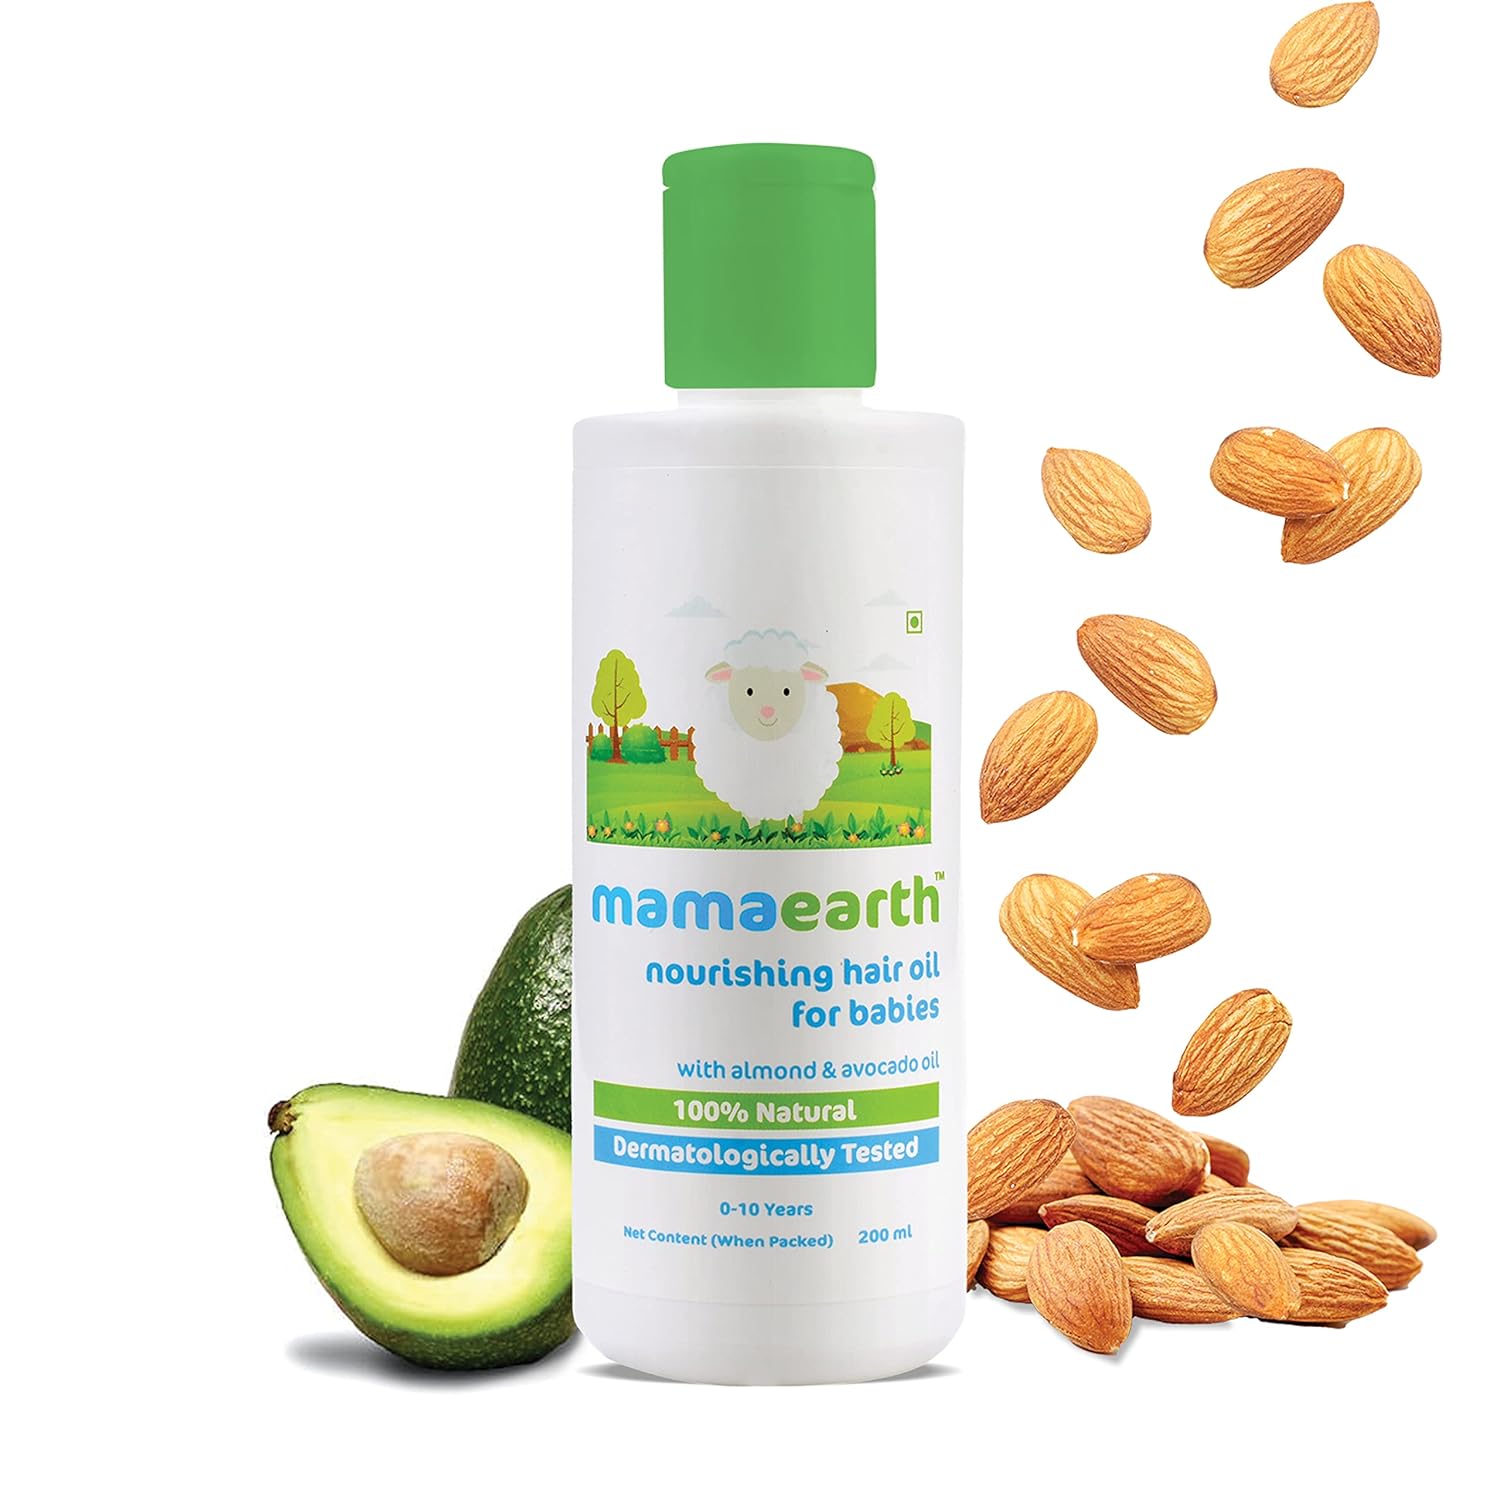 mamaearth™
nourishing hair oil
for babies
with almond & avocado oil
100% Natural
Dermatologically Tested
0-10 Years
Net Content (When Packed) 200 ml